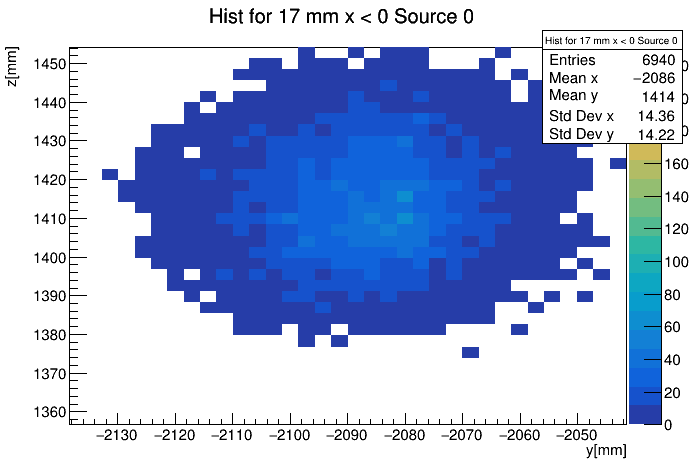 Hist for 17 mm x < 0 Source 0
Hist for 17 mm x < 0 Source 0
Entries 6940
Mean x −2086
Mean y 1414
Std Dev x 14.36
Std Dev y 14.22
z[mm]
1450
1440
1430
1420
1410
1400
1390
1380
1370
1360
160
140
120
100
80
60
40
20
0
−2130 −2120 −2110 −2100 −2090 −2080 −2070 −2060 −2050
y[mm]